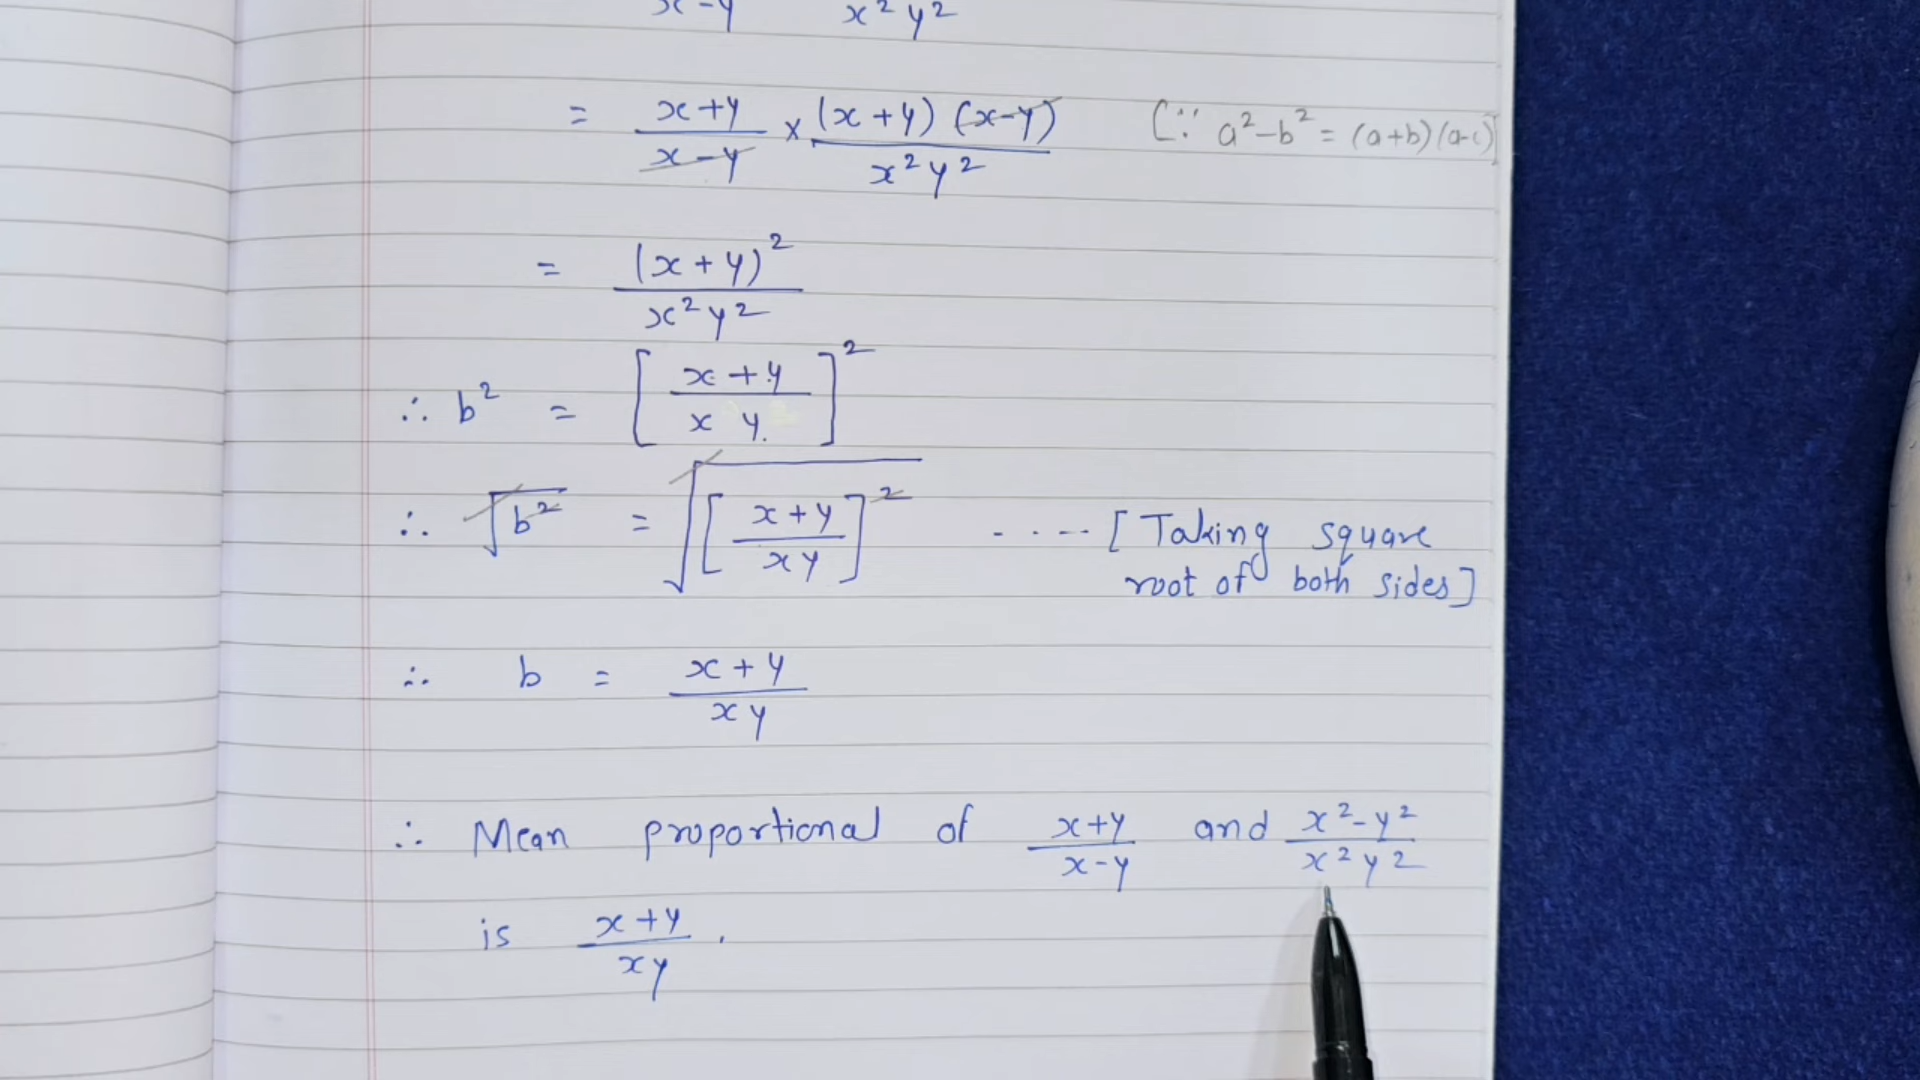 x-y x²y²
= x+y/x-y × (x+y)(x-y)/x²y² [∵ a²-b² = (a+b)(a-
= (x+y)²/x²y²
∴ b² = [x+y/x y]²
∴ √b² = √[x+y/xy]² ---- [Taking square
root of both sides]
∴ b = x+y/xy
∴ Mean proportional of x+y/x-y and x²-y²/x²y²
is x+y/xy.